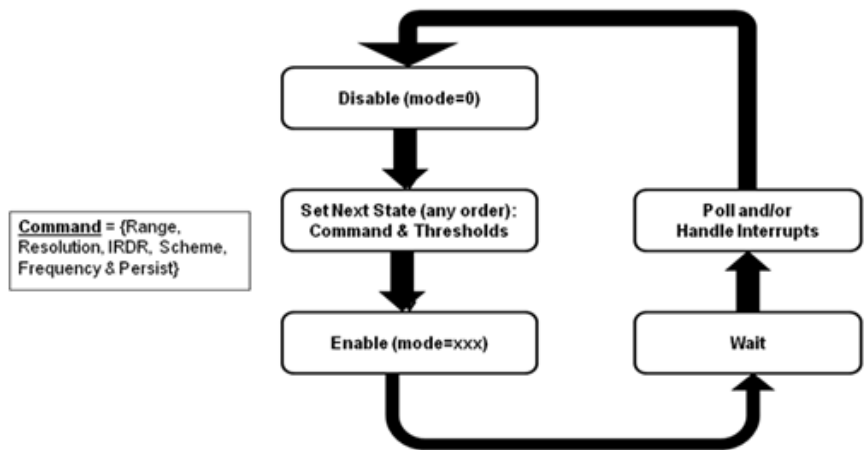 Disable (mode=0)
Set Next State (any order):
Command & Thresholds
Enable (mode=xxx)
Command = {Range,
Resolution, IRDR, Scheme,
Frequency & Persist}
Poll and/or
Handle Interrupts
Wait